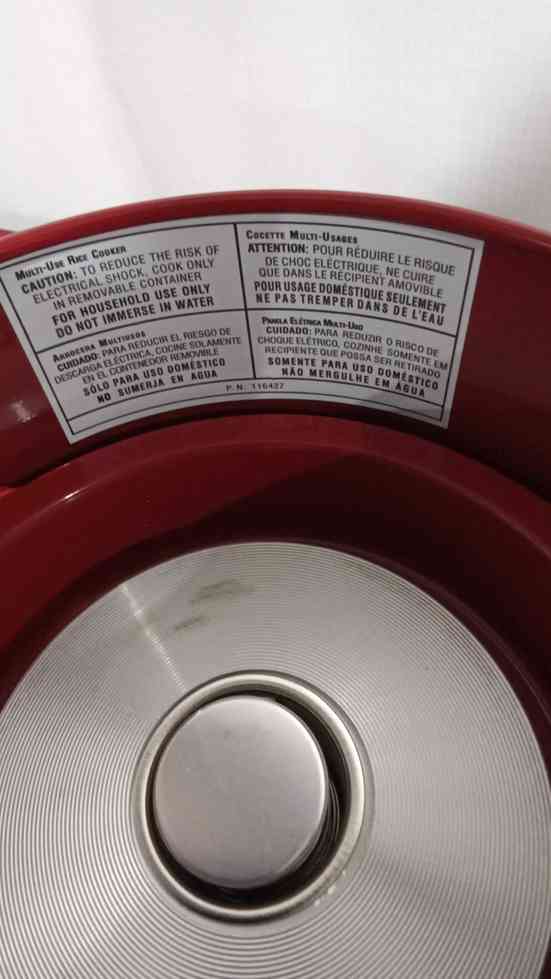 MULTI-USE RICE COOKER
CAUTION: TO REDUCE THE RISK OF
ELECTRICAL SHOCK, COOK ONLY
IN REMOVABLE CONTAINER
FOR HOUSEHOLD USE ONLY
DO NOT IMMERSE IN WATER
COCETTE MULTI-USAGES
ATTENTION: POUR RÉDUIRE LE RISQUE
DE CHOC ÉLECTRIQUE, NE CUIRE
QUE DANS LE RÉCIPIENT AMOVIBLE
POUR USAGE DOMÉSTIQUE SEULEMENT
NE PAS TREMPER DANS DE L'EAU
ARROCERA MULTIUSOS
CUIDADO: PARA REDUCIR EL RIESGO DE
DESCARGA ELÉCTRICA, COCINE SOLAMENTE
EN EL CONTENEDOR REMOVIBLE
SÓLO PARA USO DOMÉSTICO
NO SUMERJA EN AGUA
PANELA ELÉTRICA MULTI-USO
CUIDADO: PARA REDUZIR O RISCO DE
CHOQUE ELÉTRICO, COZINHE SOMENTE EM
RECIPIENTE QUE POSSA SER RETIRADO
SOMENTE PARA USO DOMÉSTICO
NÃO MERGULHE EM ÁGUA
P.N. 116427